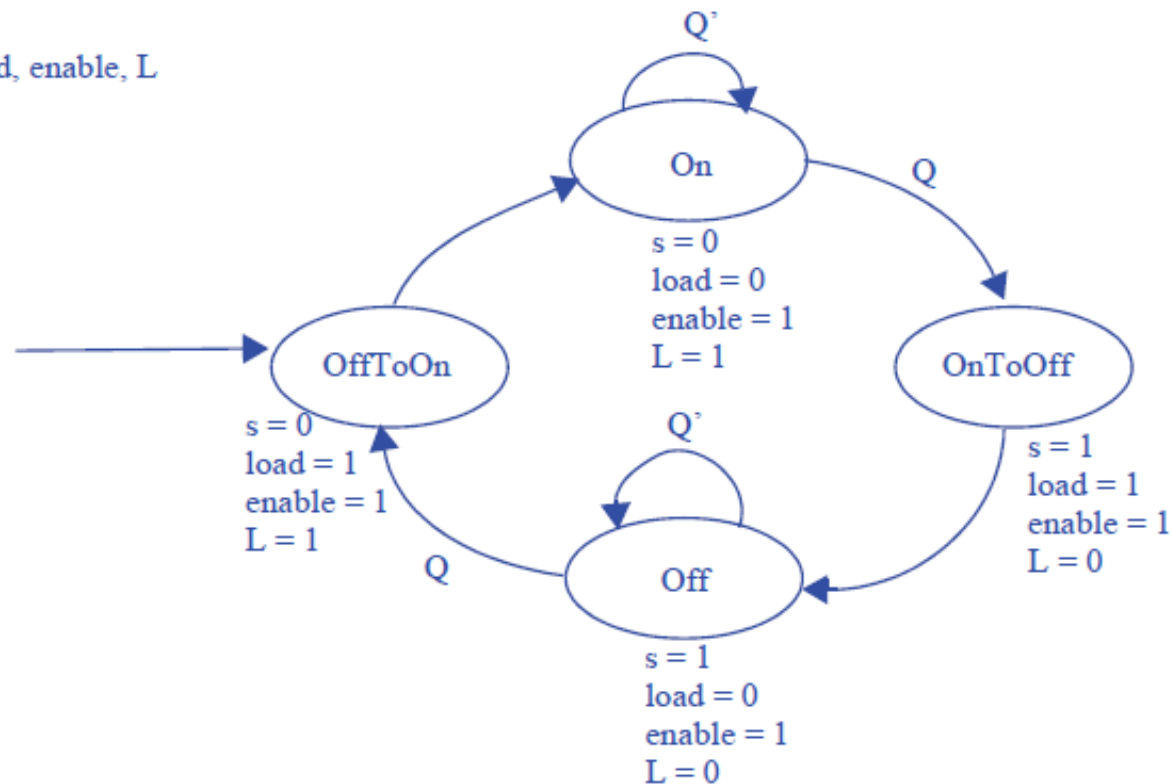 Q’
d, enable, L
On
Q
s = 0
load = 0
enable = 1
L = 1
OffToOn
OnToOff
s = 0
load = 1
enable = 1
L = 1
Q’
s = 1
load = 1
enable = 1
L = 0
Q
Off
s = 1
load = 0
enable = 1
L = 0